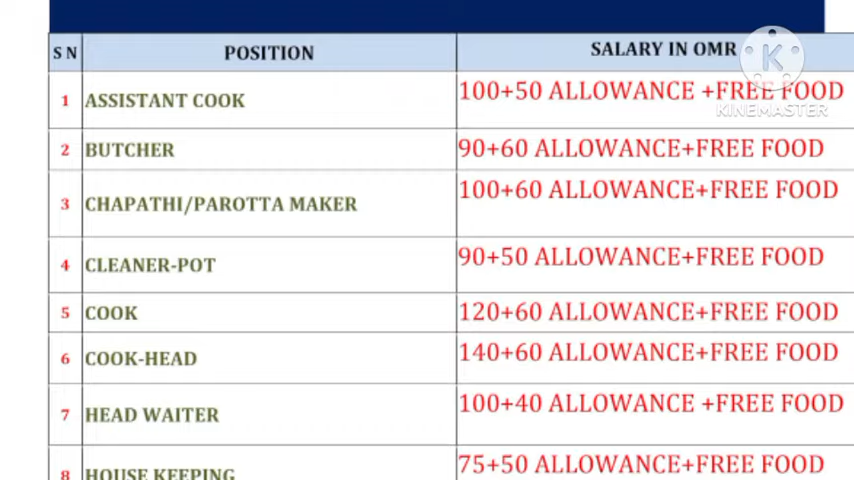 S N POSITION SALARY IN OMR
1 ASSISTANT COOK 100+50 ALLOWANCE +FREE FOOD
2 BUTCHER 90+60 ALLOWANCE+FREE FOOD
3 CHAPATHI/PAROTTA MAKER 100+60 ALLOWANCE+FREE FOOD
4 CLEANER-POT 90+50 ALLOWANCE+FREE FOOD
5 COOK 120+60 ALLOWANCE+FREE FOOD
6 COOK-HEAD 140+60 ALLOWANCE+FREE FOOD
7 HEAD WAITER 100+40 ALLOWANCE +FREE FOOD
8 HOUSE KEEPING 75+50 ALLOWANCE+FREE FOOD
K
KINEMASTER